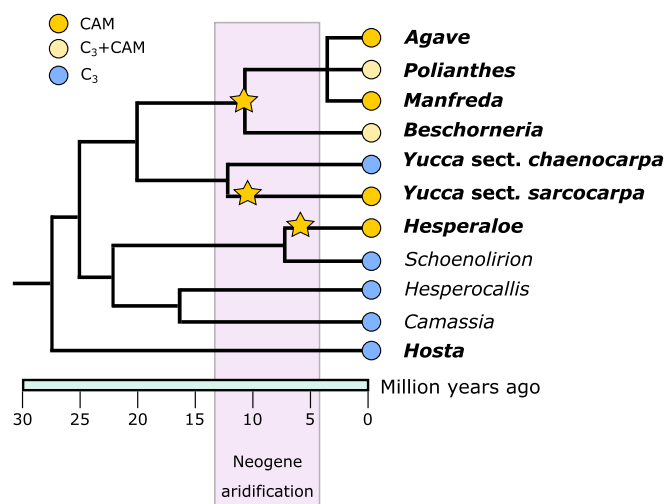 CAM
C₃+CAM
C₃
Agave
Polianthes
Manfreda
Beschorneria
Yucca sect. chaenocarpa
Yucca sect. sarcocarpa
Hesperaloe
Schoenolirion
Hesperocallis
Camassia
Hosta
Million years ago
30 25 20 15 10 5 0
Neogene
aridification